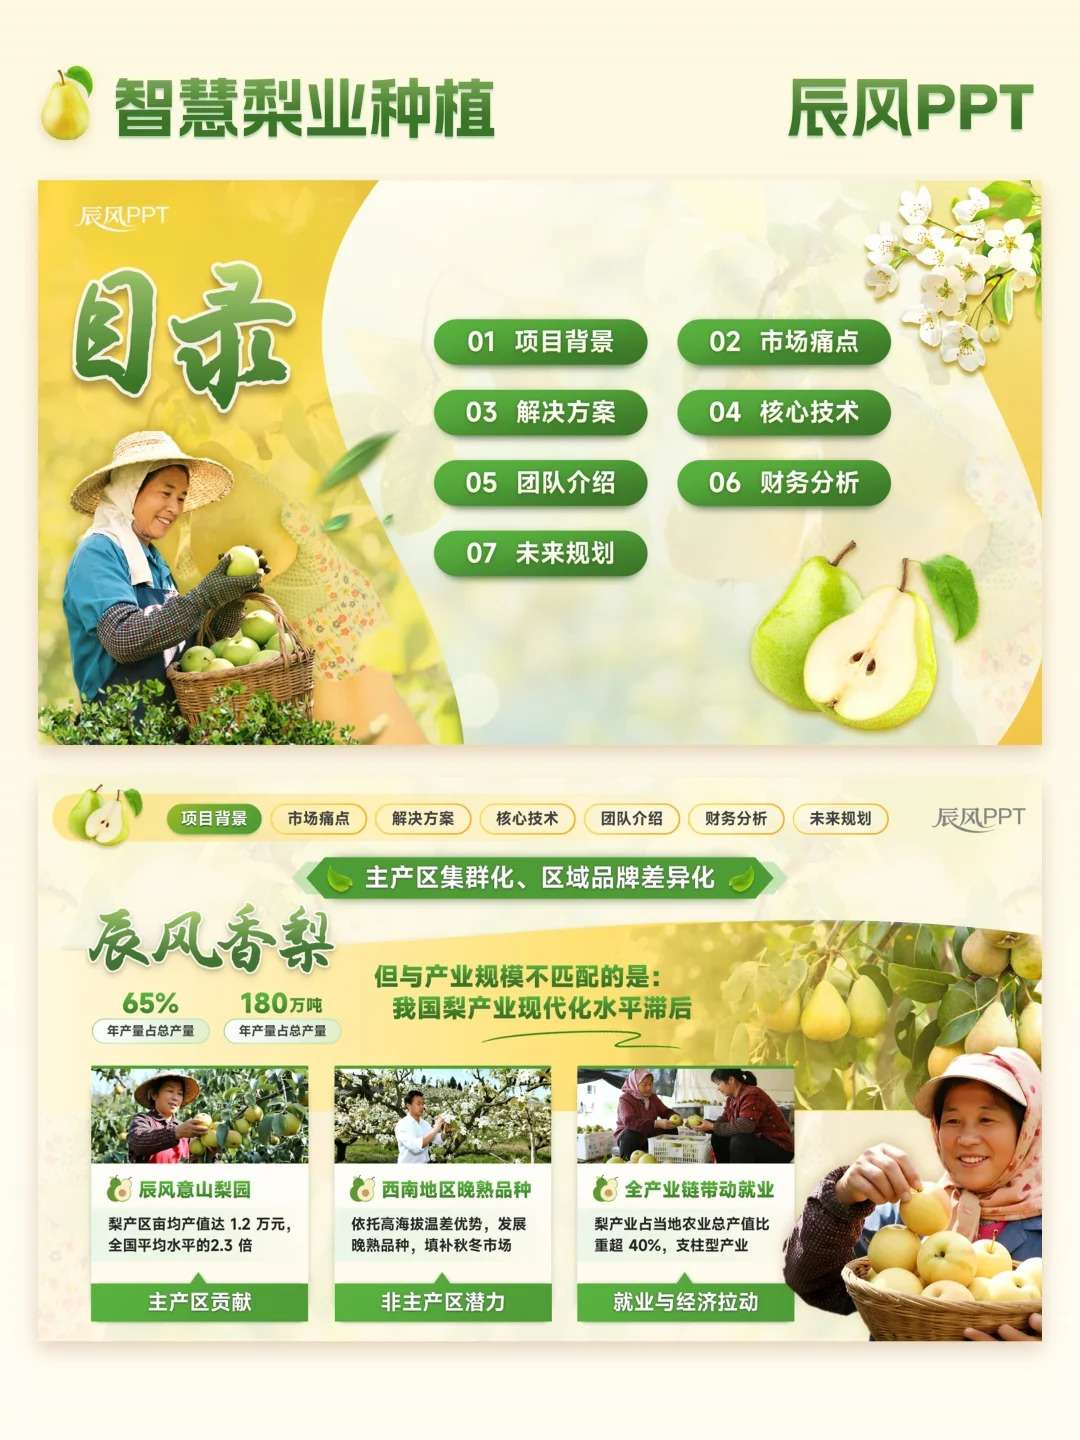 智慧梨业种植
辰风PPT
辰风PPT
目录
01 项目背景
02 市场痛点
03 解决方案
04 核心技术
05 团队介绍
06 财务分析
07 未来规划
项目背景
市场痛点
解决方案
核心技术
团队介绍
财务分析
未来规划
辰风PPT
主产区集群化、区域品牌差异化
辰风香梨
65%
年产量占总产量
180万吨
年产量占总产量
但与产业规模不匹配的是：
我国梨产业现代化水平滞后
辰风意山梨园
梨产区亩均产值达 1.2 万元，
全国平均水平的2.3 倍
主产区贡献
西南地区晚熟品种
依托高海拔温差优势，发展
晚熟品种，填补秋冬市场
非主产区潜力
全产业链带动就业
梨产业占当地农业总产值比
重超 40%，支柱型产业
就业与经济拉动